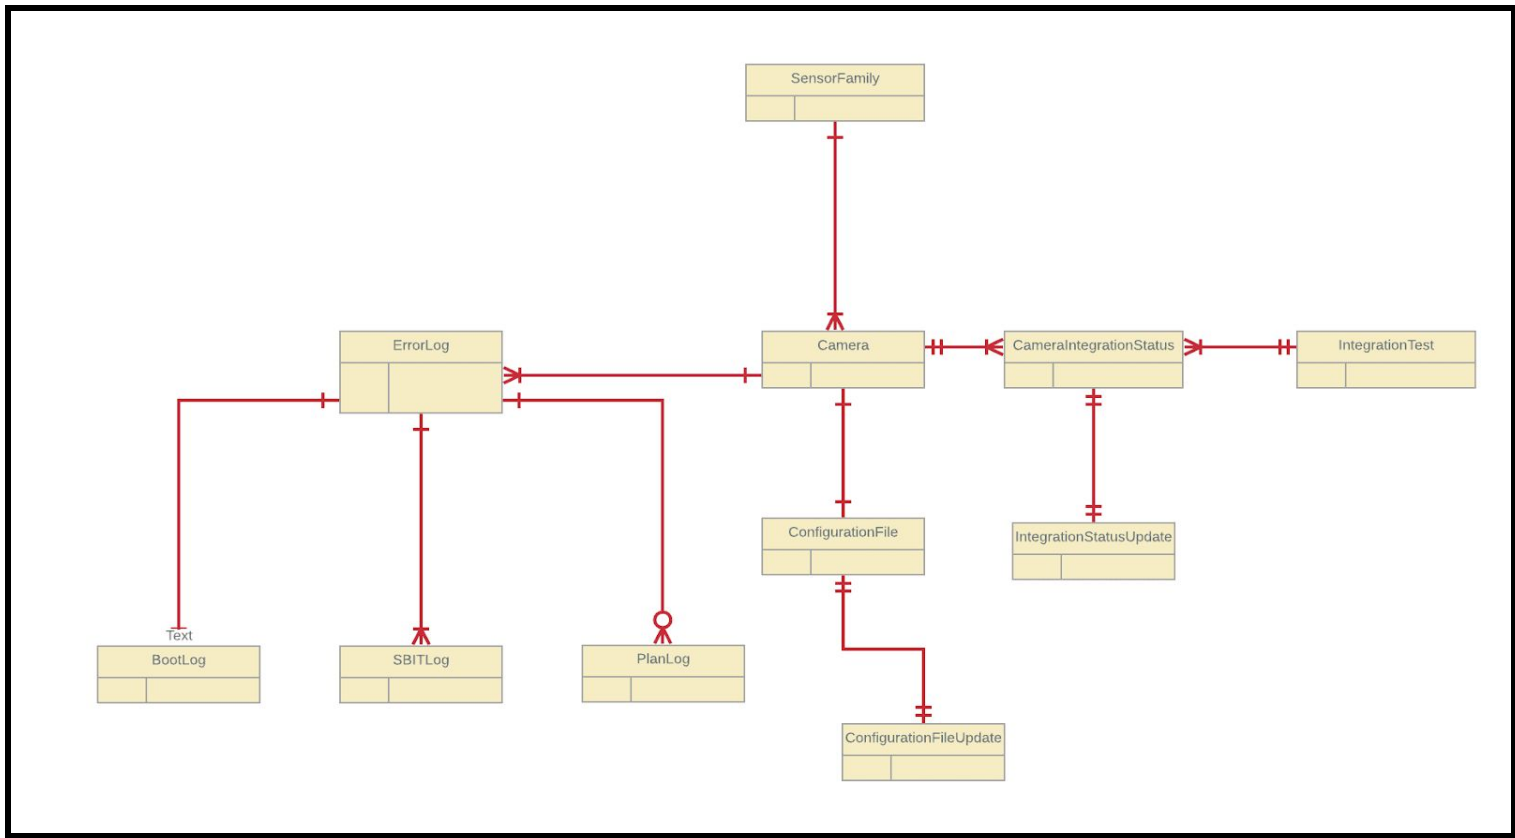 SensorFamily
ErrorLog
Camera
CameraIntegrationStatus
IntegrationTest
ConfigurationFile
IntegrationStatusUpdate
Text
BootLog
SBITLog
PlanLog
ConfigurationFileUpdate